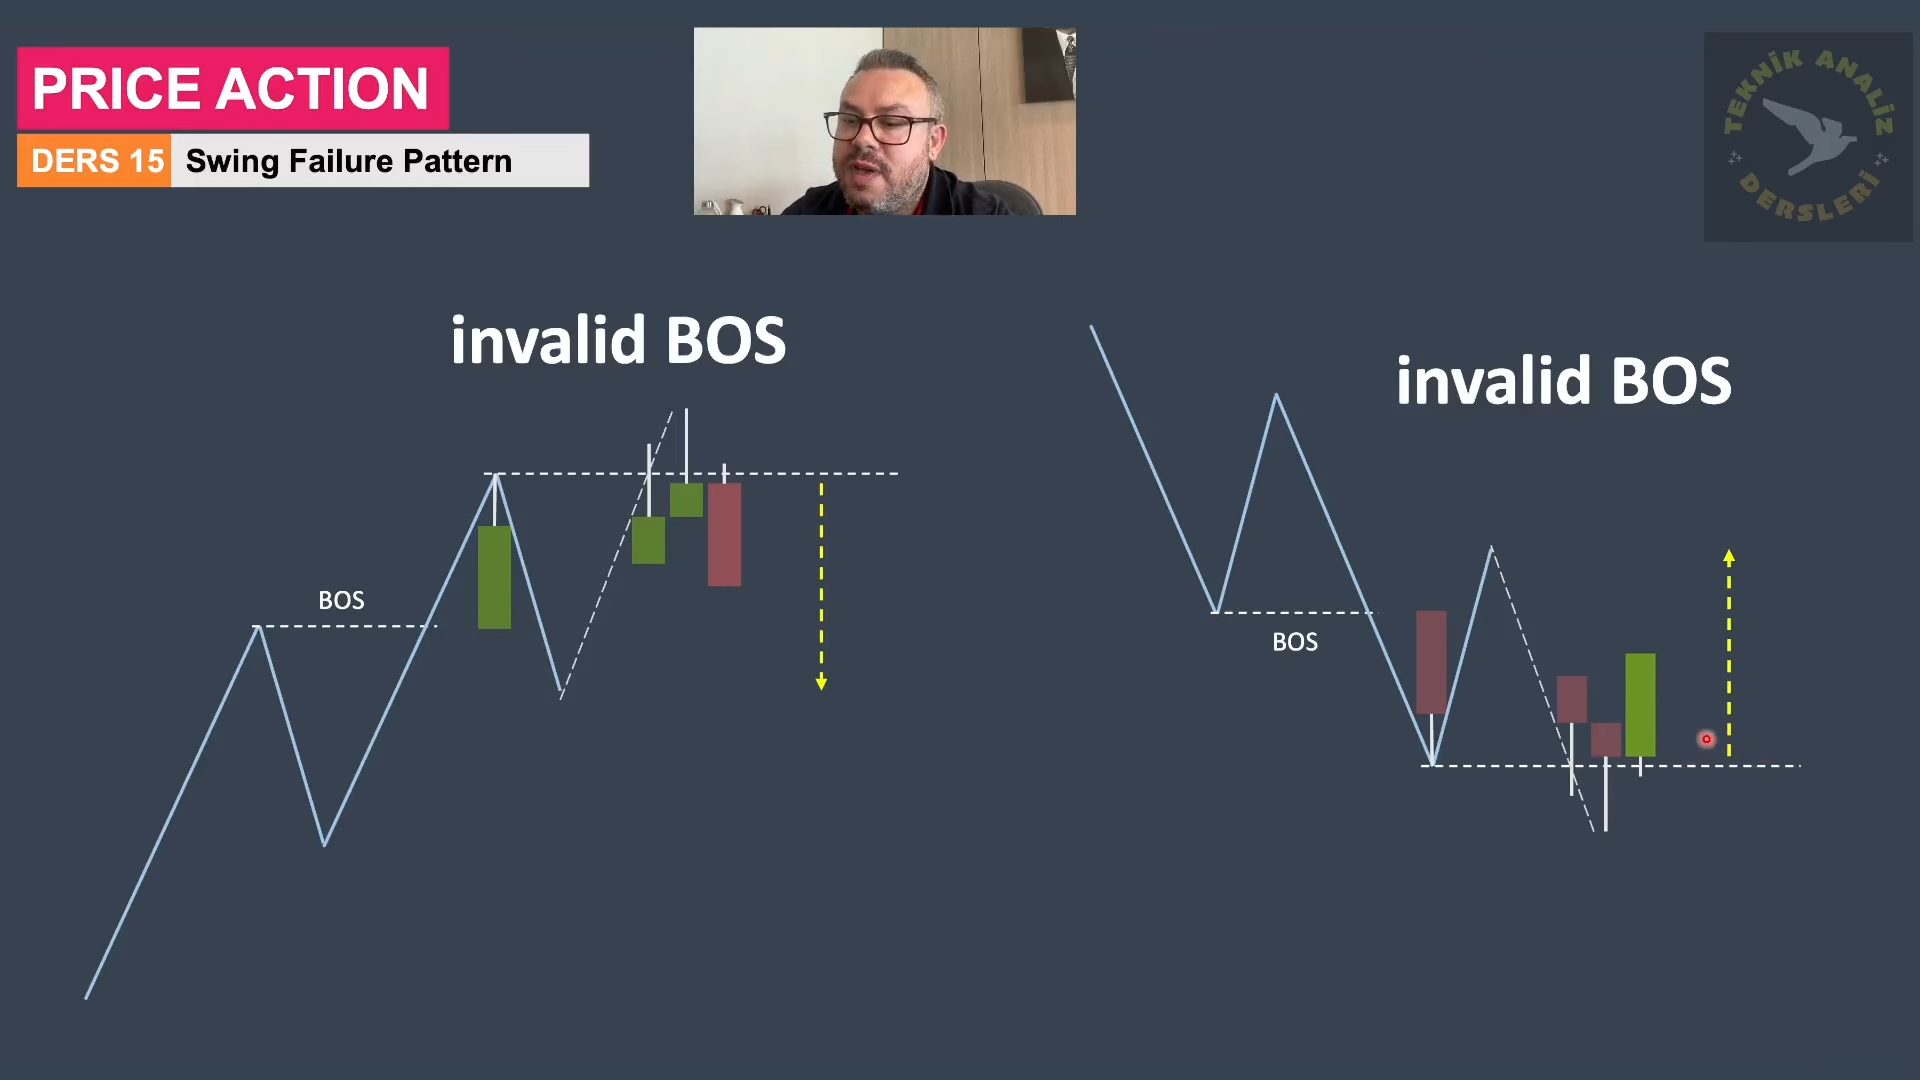 PRICE ACTION
DERS 15 Swing Failure Pattern
TEKNİK ANALİZ
DERSLERİ
invalid BOS
invalid BOS
BOS
BOS